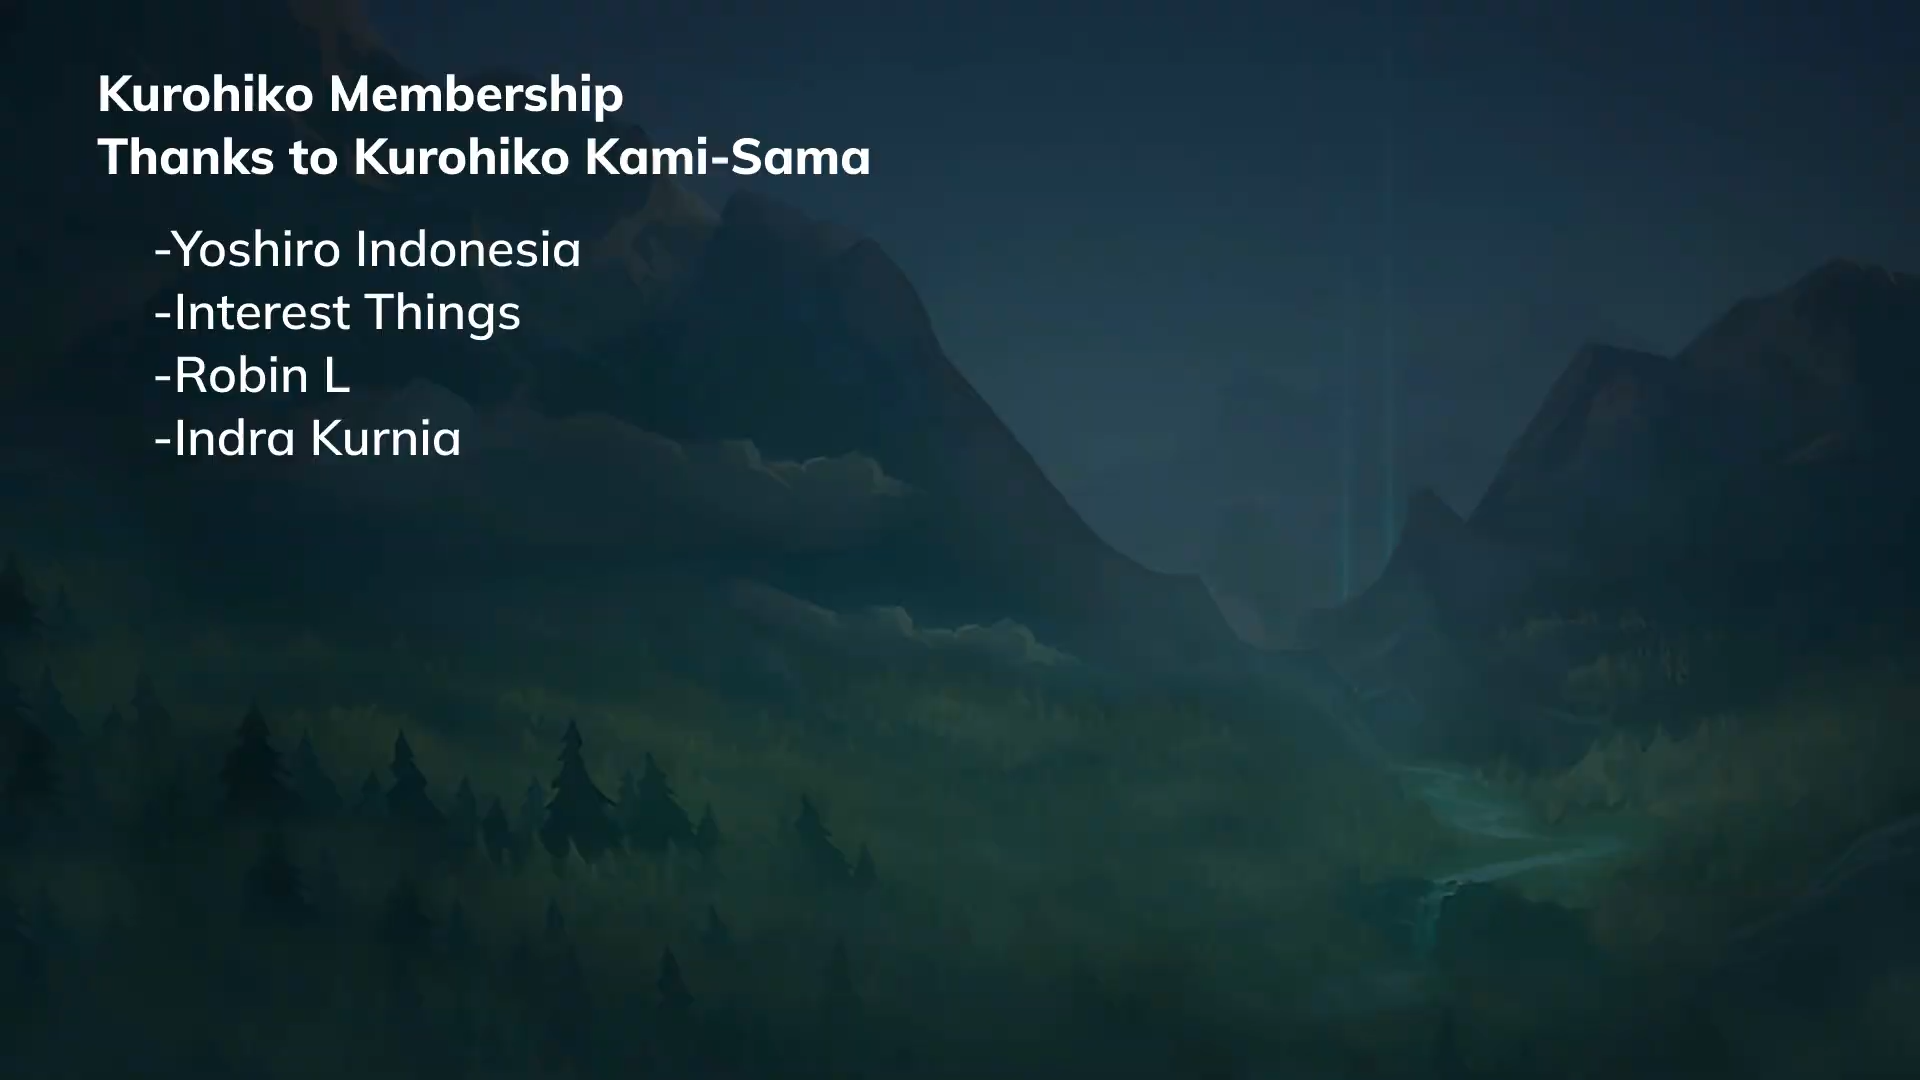 Kurohiko Membership
Thanks to Kurohiko Kami-Sama
-Yoshiro Indonesia
-Interest Things
-Robin L
-Indra Kurnia